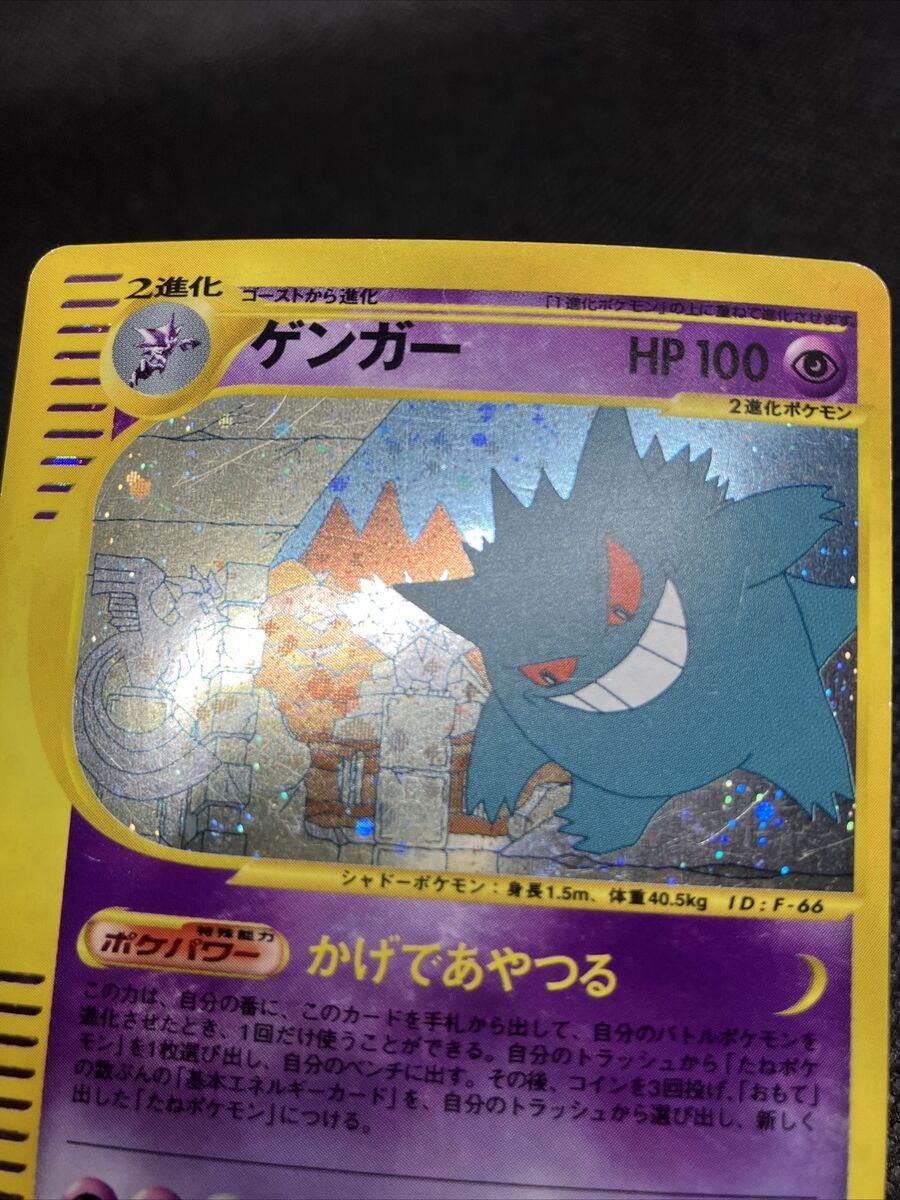 2進化
ゴーストから進化
「1進化ポケモン」の上に重ねて進化させます。
ゲンガー
HP 100
2進化ポケモン
シャドーポケモン：身長1.5m、体重40.5kg ID：F-66
特殊能力
ポケパワー
かげであやつる
この力は、自分の番に、このカードを手札から出して、自分のバトルポケモンを
進化させたとき、1回だけ使うことができる。自分のトラッシュから「たねポケ
モン」を1枚選び出し、自分のベンチに出す。その後、コインを3回投げ、「おもて」
の数ぶんの「基本エネルギーカード」を、自分のトラッシュから選び出し、新しく
出した「たねポケモン」につける。